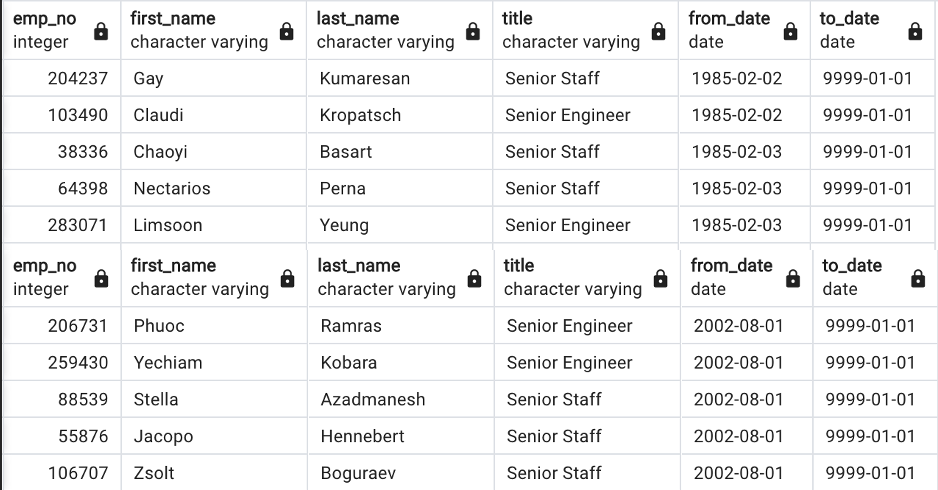 emp_no first_name last_name title from_date to_date
integer character varying character varying character varying date date
204237 Gay Kumaresan Senior Staff 1985-02-02 9999-01-01
103490 Claudi Kropatsch Senior Engineer 1985-02-02 9999-01-01
38336 Chaoyi Basart Senior Staff 1985-02-03 9999-01-01
64398 Nectarios Perna Senior Staff 1985-02-03 9999-01-01
283071 Limsoon Yeung Senior Engineer 1985-02-03 9999-01-01
emp_no first_name last_name title from_date to_date
integer character varying character varying character varying date date
206731 Phuoc Ramras Senior Engineer 2002-08-01 9999-01-01
259430 Yechiam Kobara Senior Engineer 2002-08-01 9999-01-01
88539 Stella Azadmanesh Senior Staff 2002-08-01 9999-01-01
55876 Jacopo Hennebert Senior Staff 2002-08-01 9999-01-01
106707 Zsolt Boguraev Senior Staff 2002-08-01 9999-01-01